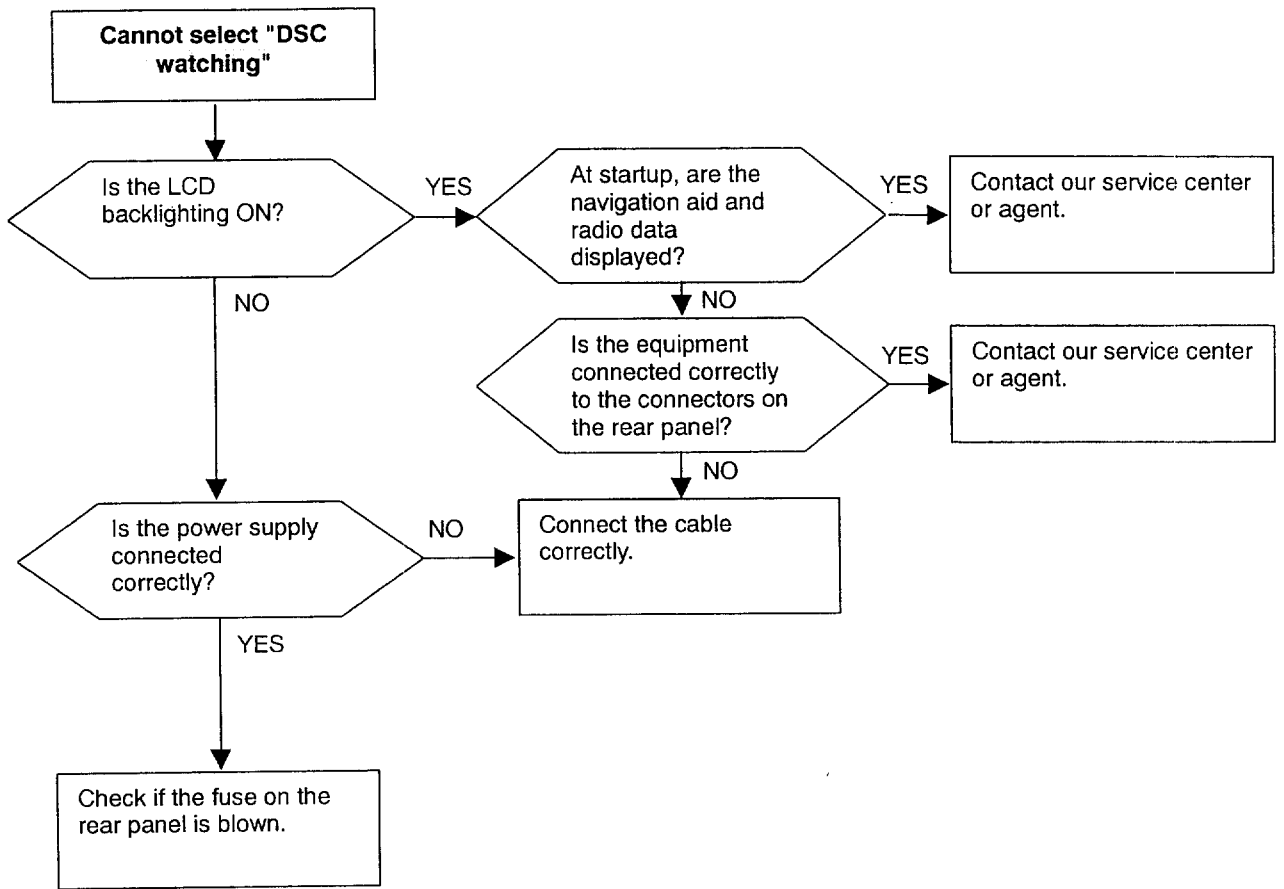 Cannot select "DSC
watching"
Is the LCD
backlighting ON?
YES
At startup, are the
navigation aid and
radio data
displayed?
YES
Contact our service center
or agent.
NO
NO
Is the equipment
connected correctly
to the connectors on
the rear panel?
YES
Contact our service center
or agent.
NO
Is the power supply
connected
correctly?
NO
Connect the cable
correctly.
YES
Check if the fuse on the
rear panel is blown.